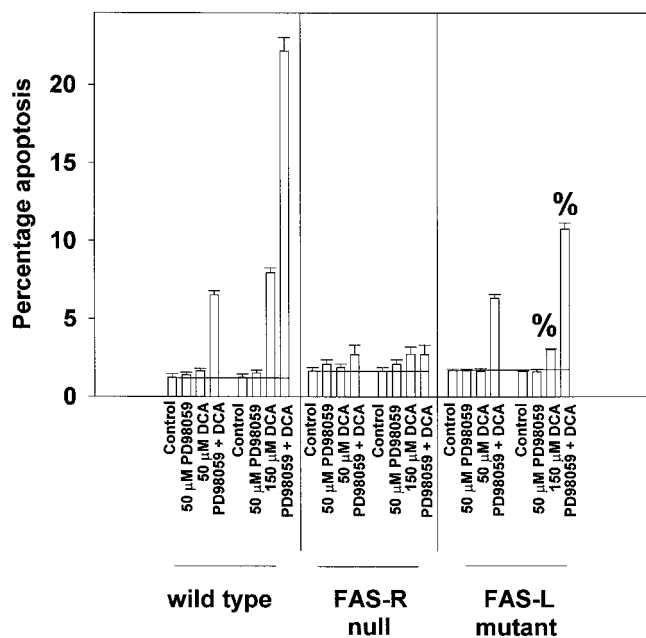 Percentage apoptosis
20
15
10
5
0
%
%
Control
50 μM PD98059
50 μM DCA
PD98059 + DCA
Control
50 μM PD98059
150 μM DCA
PD98059 + DCA
Control
50 μM PD98059
50 μM DCA
PD98059 + DCA
Control
50 μM PD98059
150 μM DCA
PD98059 + DCA
Control
50 μM PD98059
50 μM DCA
PD98059 + DCA
Control
50 μM PD98059
150 μM DCA
PD98059 + DCA
wild type
FAS-R
null
FAS-L
mutant